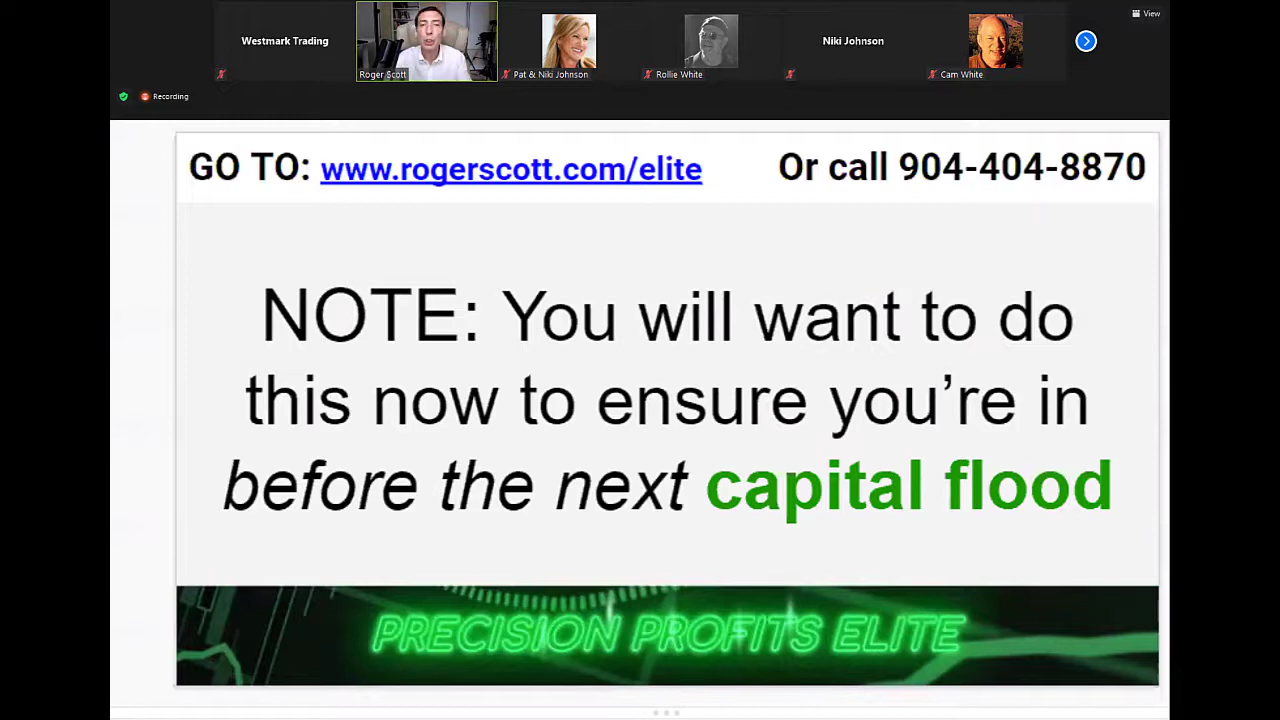 View
Westmark Trading
Niki Johnson
Roger Scott
Pat & Niki Johnson
Rollie White
Cam White
Recording
GO TO: www.rogerscott.com/elite Or call 904-404-8870
NOTE: You will want to do
this now to ensure you’re in
before the next capital flood
PRECISION PROFITS ELITE